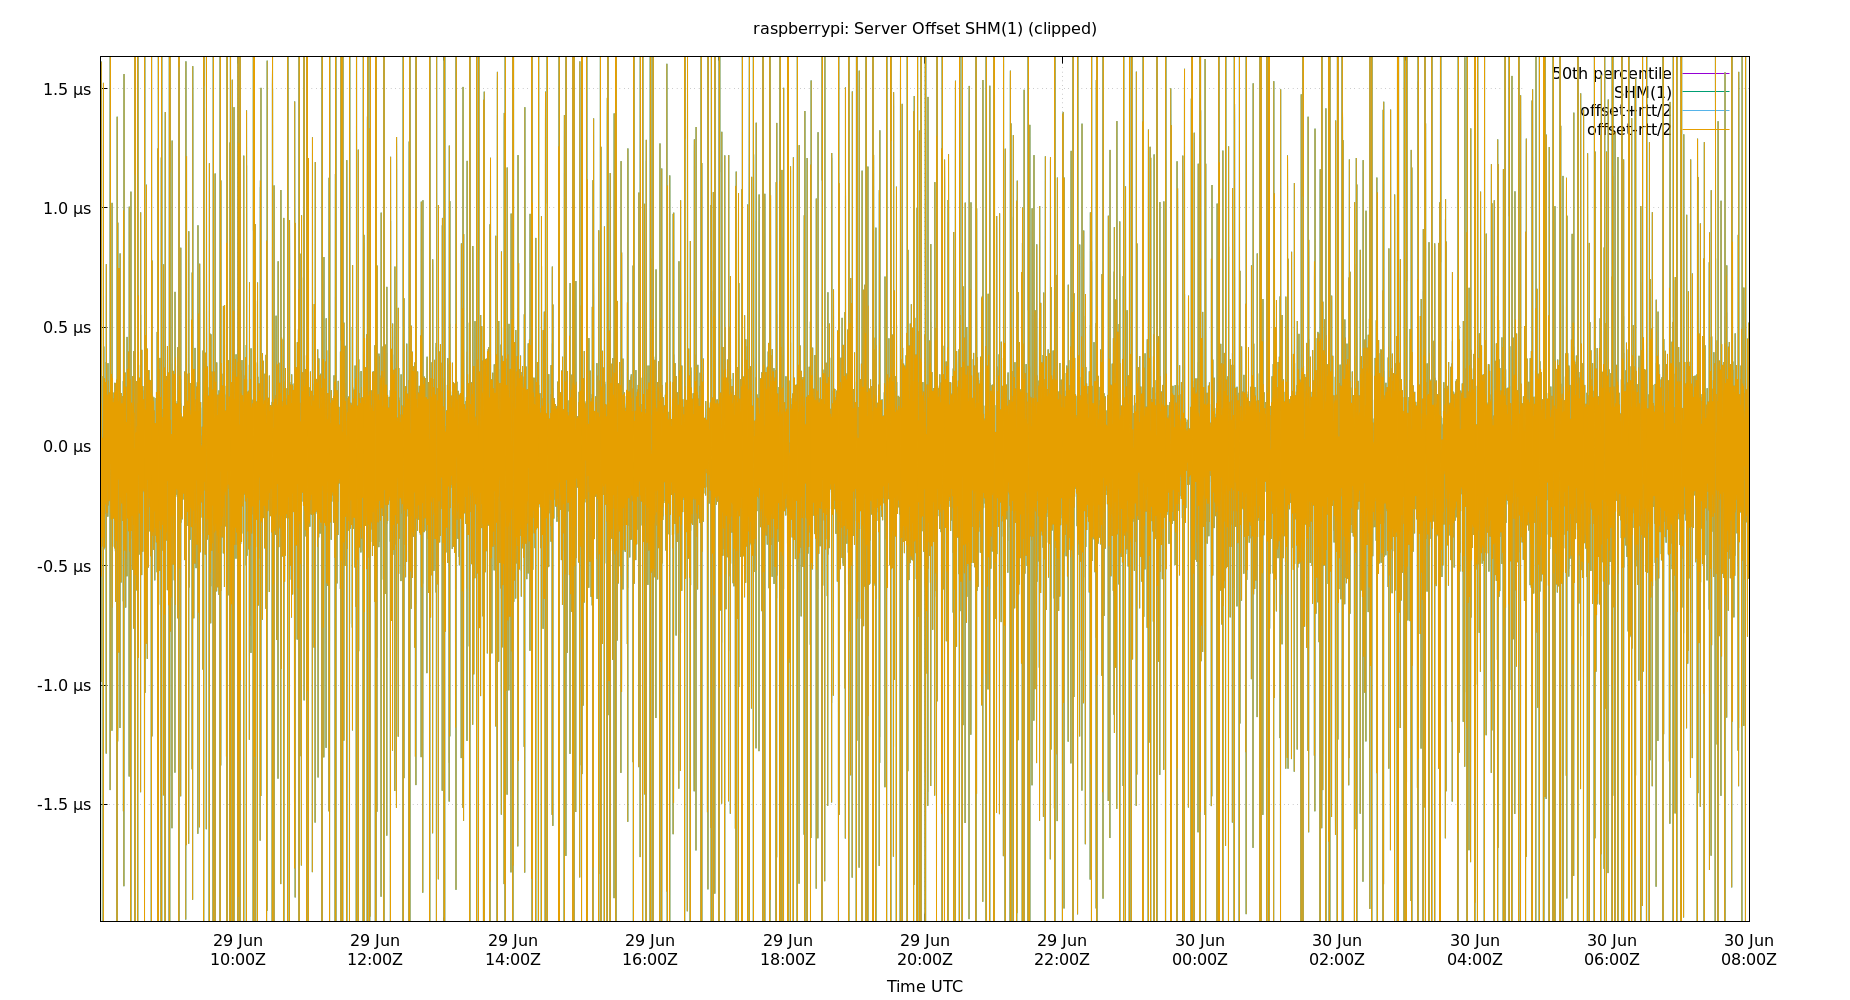 raspberrypi: Server Offset SHM(1) (clipped)
50th percentile
SHM(1)
offset+rtt/2
offset-rtt/2
1.5 µs
1.0 µs
0.5 µs
0.0 µs
-0.5 µs
-1.0 µs
-1.5 µs
29 Jun 29 Jun 29 Jun 29 Jun 29 Jun 29 Jun 29 Jun 30 Jun 30 Jun 30 Jun 30 Jun 30 Jun
10:00Z 12:00Z 14:00Z 16:00Z 18:00Z 20:00Z 22:00Z 00:00Z 02:00Z 04:00Z 06:00Z 08:00Z
Time UTC